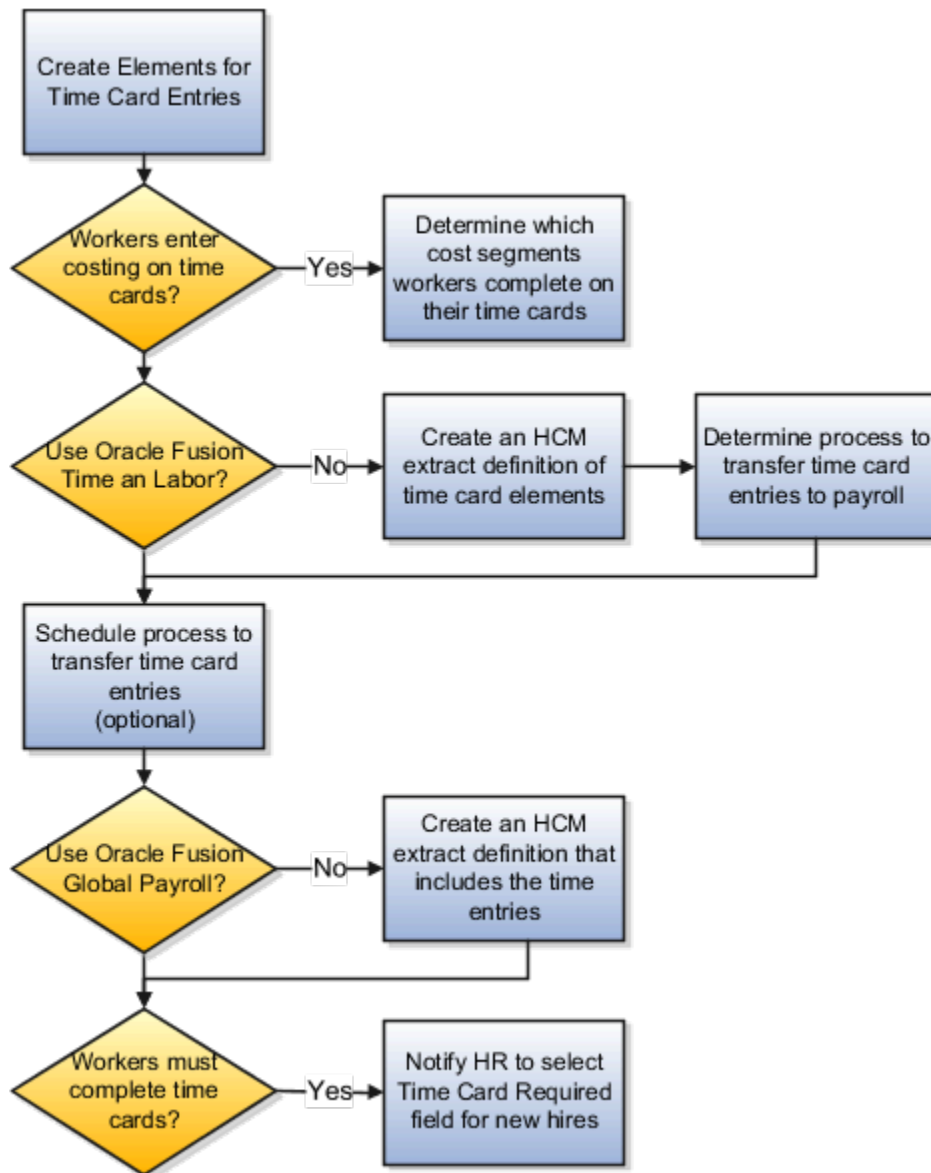 Create Elements for
Time Card Entries
Workers enter
costing on time
cards?
Yes
Determine which
cost segments
workers complete on
their time cards
Use Oracle Fusion
Time an Labor?
No
Create an HCM
extract definition of
time card elements
Determine process to
transfer time card
entries to payroll
Schedule process to
transfer time card
entries
(optional)
Use Oracle Fusion
Global Payroll?
No
Create an HCM
extract definition that
includes the time
entries
Workers must
complete time
cards?
Yes
Notify HR to select
Time Card Required
field for new hires